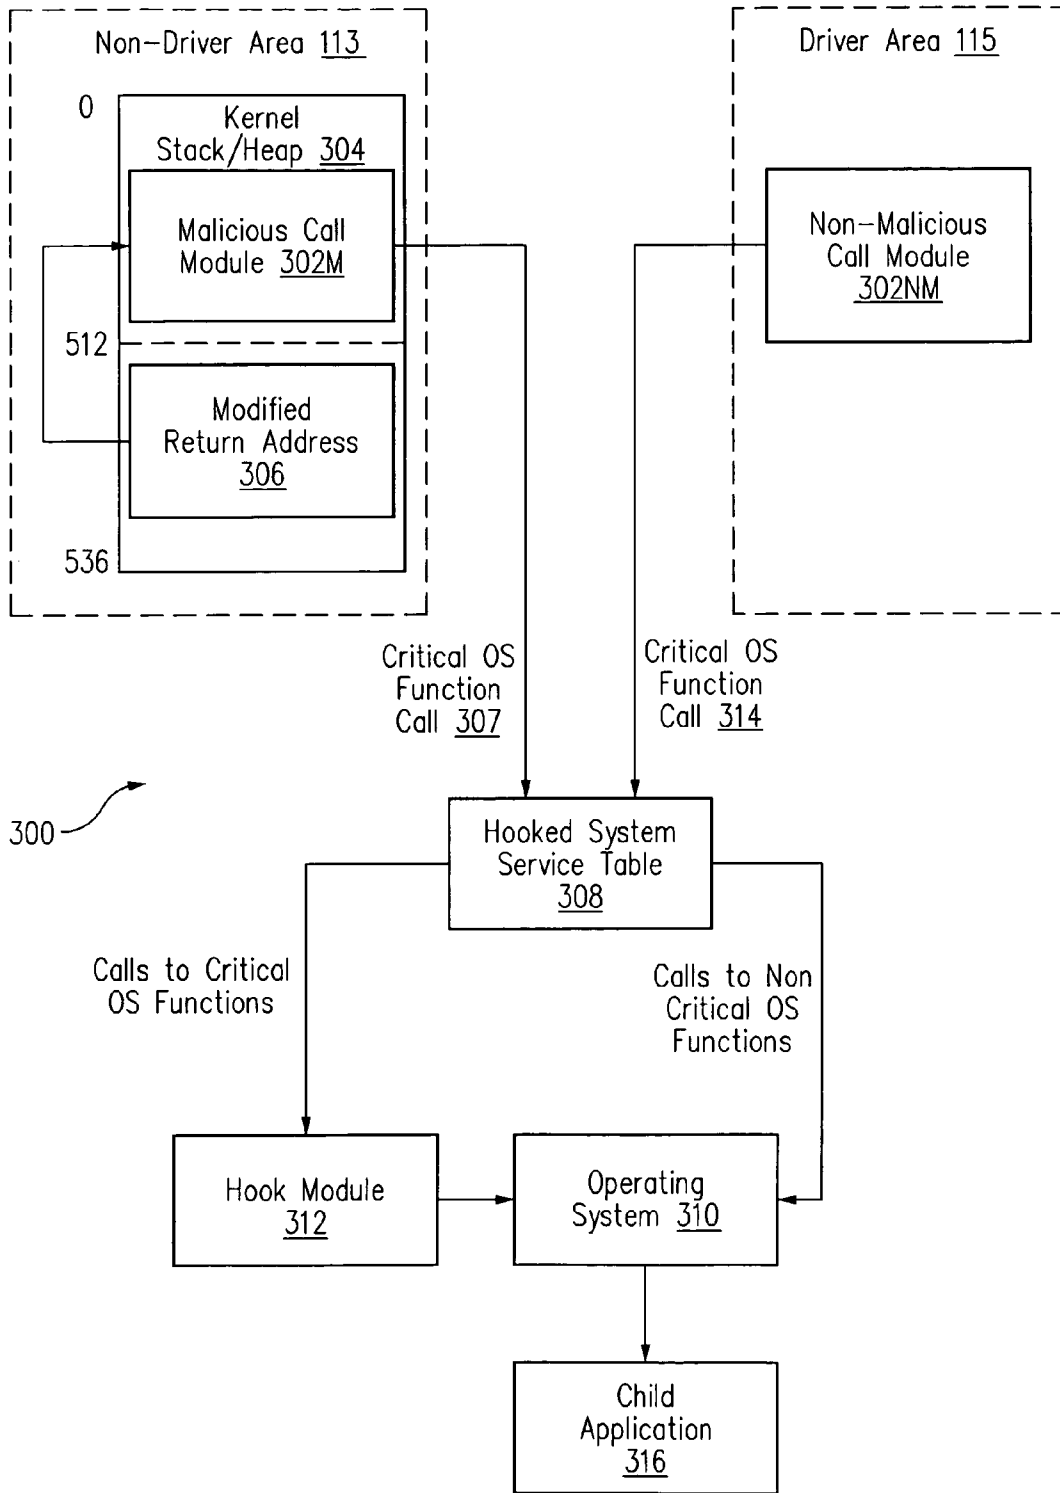 Non-Driver Area 113
Driver Area 115
0
Kernel
Stack/Heap 304
Malicious Call
Module 302M
Non-Malicious
Call Module
302NM
512
Modified
Return Address
306
536
Critical OS
Function
Call 307
Critical OS
Function
Call 314
300
Hooked System
Service Table
308
Calls to Critical
OS Functions
Calls to Non
Critical OS
Functions
Hook Module
312
Operating
System 310
Child
Application
316